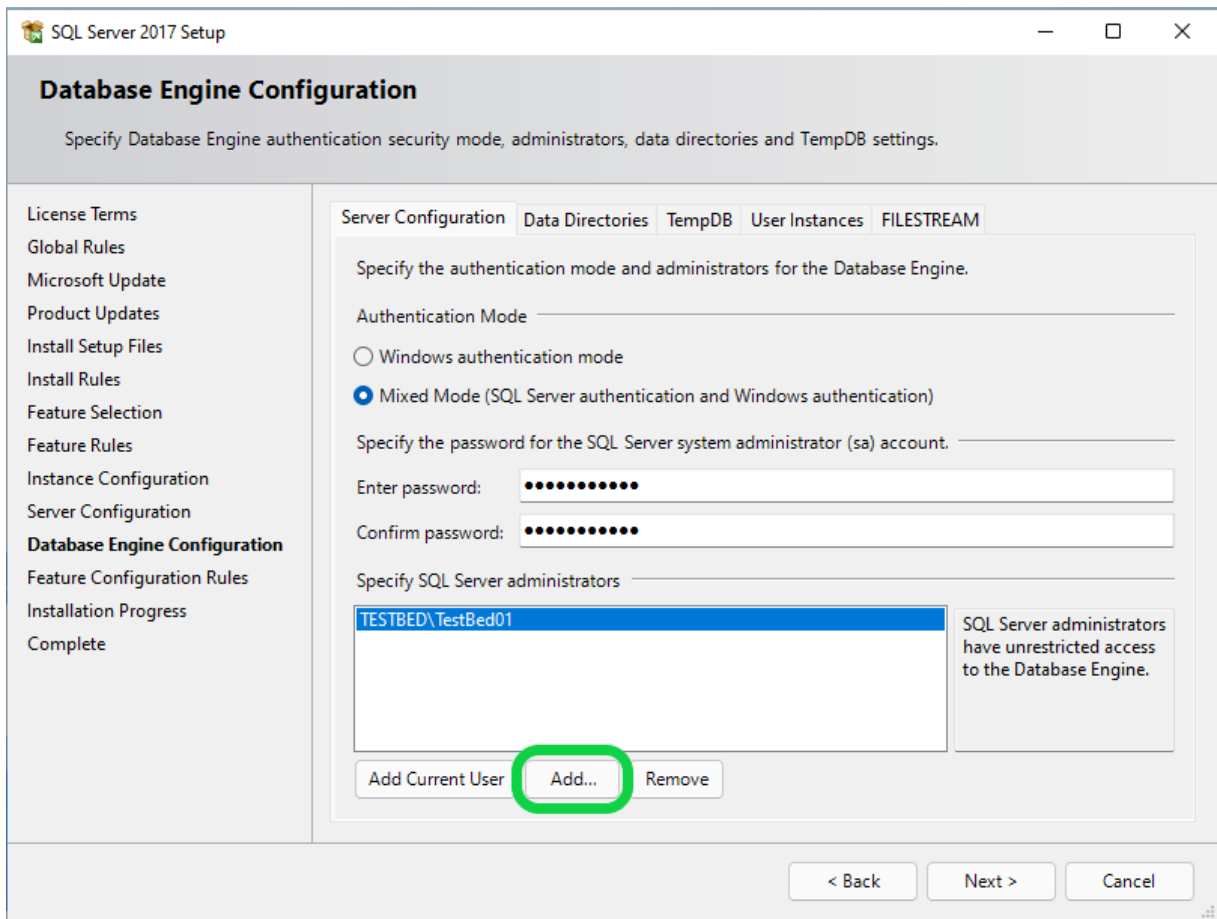 SQL Server 2017 Setup
Database Engine Configuration
Specify Database Engine authentication security mode, administrators, data directories and TempDB settings.
License Terms
Global Rules
Microsoft Update
Product Updates
Install Setup Files
Install Rules
Feature Selection
Feature Rules
Instance Configuration
Server Configuration
Database Engine Configuration
Feature Configuration Rules
Installation Progress
Complete
Server Configuration Data Directories TempDB User Instances FILESTREAM
Specify the authentication mode and administrators for the Database Engine.
Authentication Mode
Windows authentication mode
Mixed Mode (SQL Server authentication and Windows authentication)
Specify the password for the SQL Server system administrator (sa) account.
Enter password: ●●●●●●●●●●●
Confirm password: ●●●●●●●●●●●
Specify SQL Server administrators
TESTBED\TestBed01
SQL Server administrators
have unrestricted access
to the Database Engine.
Add Current User Add... Remove
< Back Next > Cancel